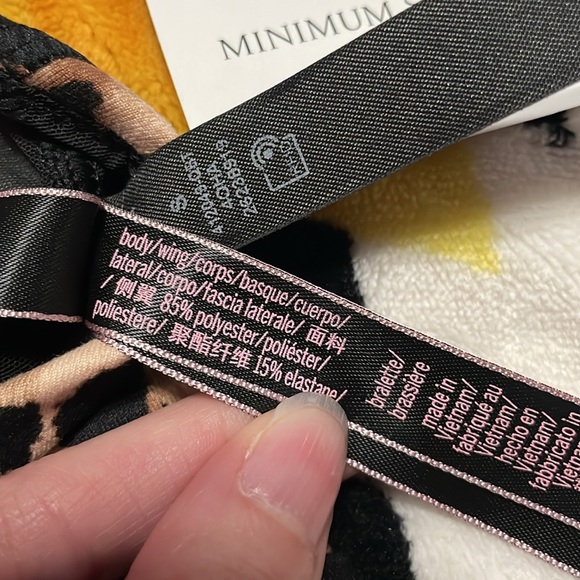 MINIMUM
body/wing/corps/basque/cuerpo/
lateral/corpo/fascia laterale/ 面料
/ 侧翼 85% polyester/poliéster/
poliestere/ 聚酯纤维 15% elastane/
bralette/
brassière
made in
Vietnam/
fabriqué au
Vietnam/
hecho en
Vietnam/
fabbricato in